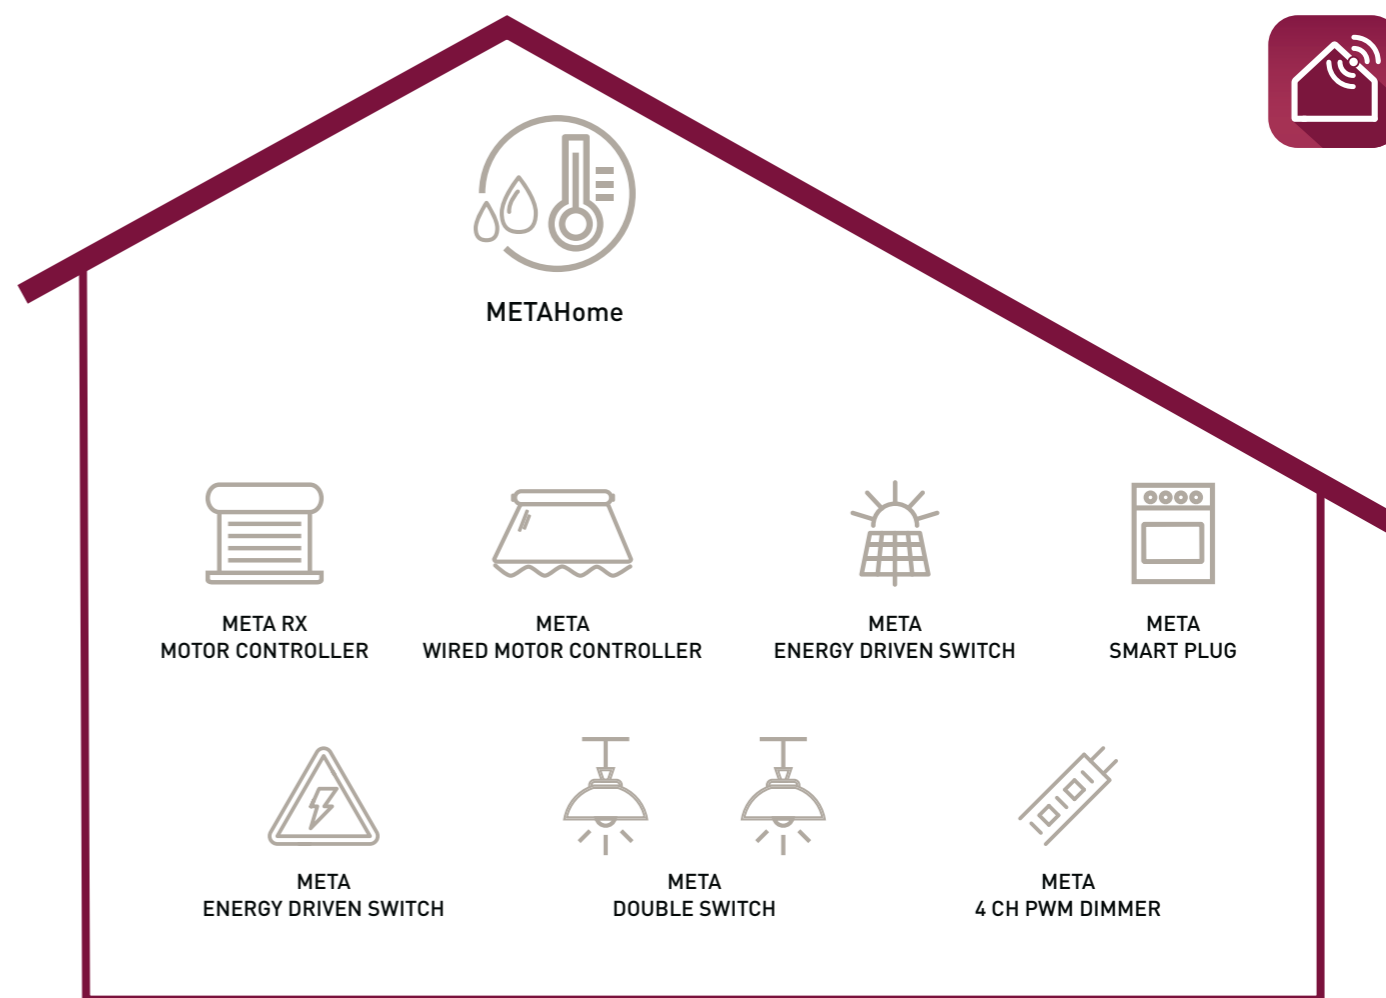 METAHome
META RX
MOTOR CONTROLLER
META
WIRED MOTOR CONTROLLER
META
ENERGY DRIVEN SWITCH
META
SMART PLUG
META
ENERGY DRIVEN SWITCH
META
DOUBLE SWITCH
META
4 CH PWM DIMMER